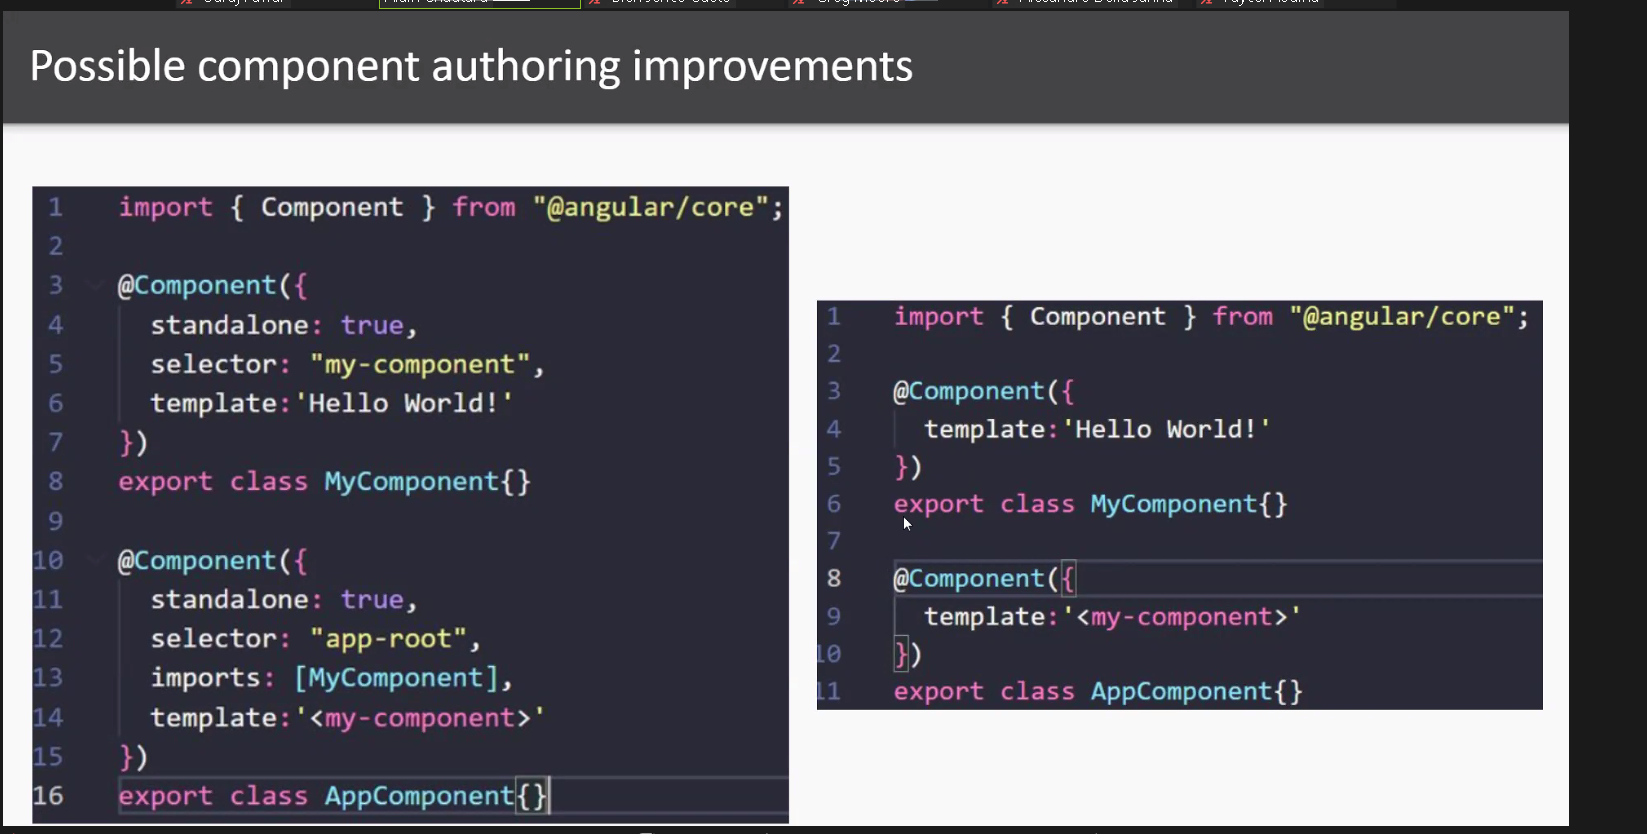 Possible component authoring improvements
1 import { Component } from "@angular/core";
2
3 @Component({
4 standalone: true,
5 selector: "my-component",
6 template:'Hello World!'
7 })
8 export class MyComponent{}
9
10 @Component({
11 standalone: true,
12 selector: "app-root",
13 imports: [MyComponent],
14 template:'<my-component>'
15 })
16 export class AppComponent{}
1 import { Component } from "@angular/core";
2
3 @Component({
4 template:'Hello World!'
5 })
6 export class MyComponent{}
7
8 @Component({
9 template:'<my-component>'
10 })
11 export class AppComponent{}